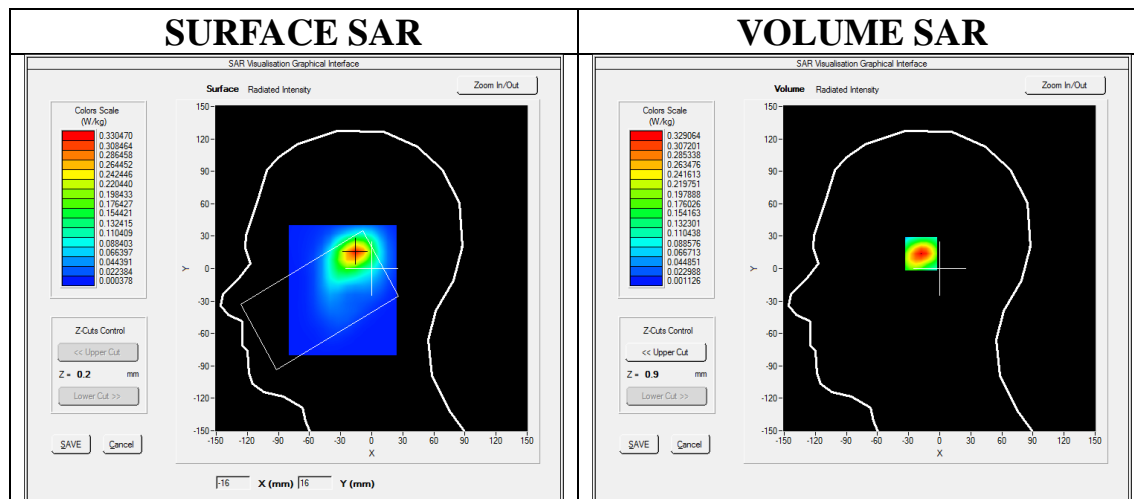 SURFACE SAR
SAR Visualisation Graphical Interface
Surface Radiated Intensity
Zoom In/Out
Colors Scale
(W/kg)
0.330470
0.308464
0.286458
0.264452
0.242446
0.220440
0.198433
0.176427
0.154421
0.132415
0.110409
0.088403
0.066397
0.044391
0.022384
0.000378
Z-Cuts Control
<< Upper Cut
Z = 0.2 mm
Lower Cut >>
SAVE Cancel
150
120
90
60
30
0
-30
-60
-90
-120
-150
Y
-150 -120 -90 -60 -30 0 30 60 90 120 150
X
-16 X (mm) 16 Y (mm)
VOLUME SAR
SAR Visualisation Graphical Interface
Volume Radiated Intensity
Zoom In/Out
Colors Scale
(W/kg)
0.329064
0.307201
0.285338
0.263476
0.241613
0.219751
0.197888
0.176026
0.154163
0.132301
0.110438
0.088576
0.066713
0.044851
0.022988
0.001126
Z-Cuts Control
<< Upper Cut
Z = 0.9 mm
Lower Cut >>
SAVE Cancel
150
120
90
60
30
0
-30
-60
-90
-120
-150
Y
-150 -120 -90 -60 -30 0 30 60 90 120 150
X